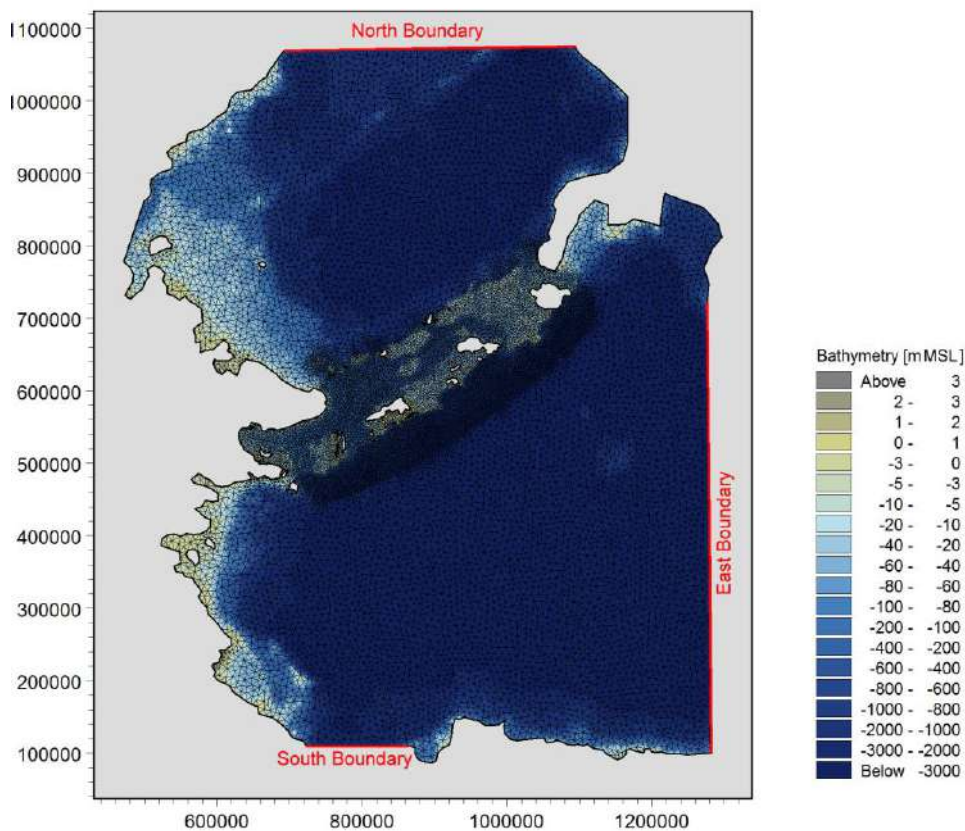 1100000
North Boundary
1000000
900000
800000
700000
600000
500000
400000
300000
200000
100000
South Boundary
East Boundary
600000 800000 1000000 1200000
Bathymetry [m MSL]
Above 3
2 - 3
1 - 2
0 - 1
-3 - 0
-5 - -3
-10 - -5
-20 - -10
-40 - -20
-60 - -40
-80 - -60
-100 - -80
-200 - -100
-400 - -200
-600 - -400
-800 - -600
-1000 - -800
-2000 - -1000
-3000 - -2000
Below -3000